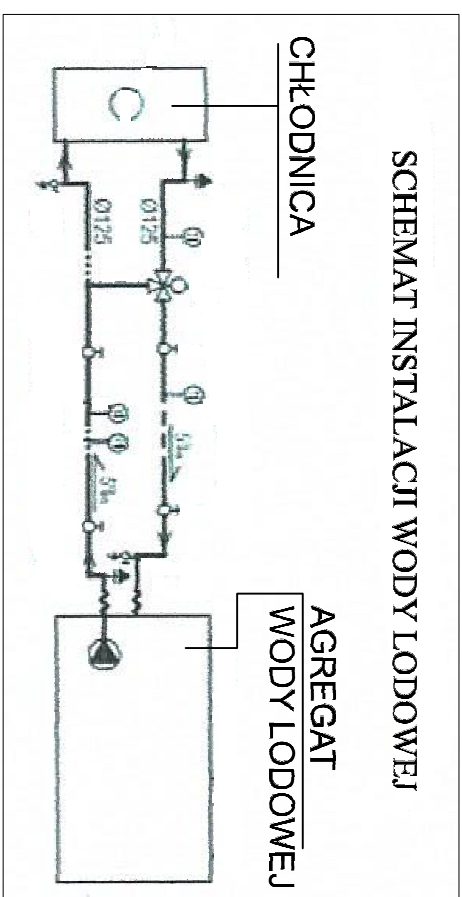 SCHEMAT INSTALACJI WODY LODOWEJ
CHŁODNICA
AGREGAT
WODY LODOWEJ
Ø125
Ø125